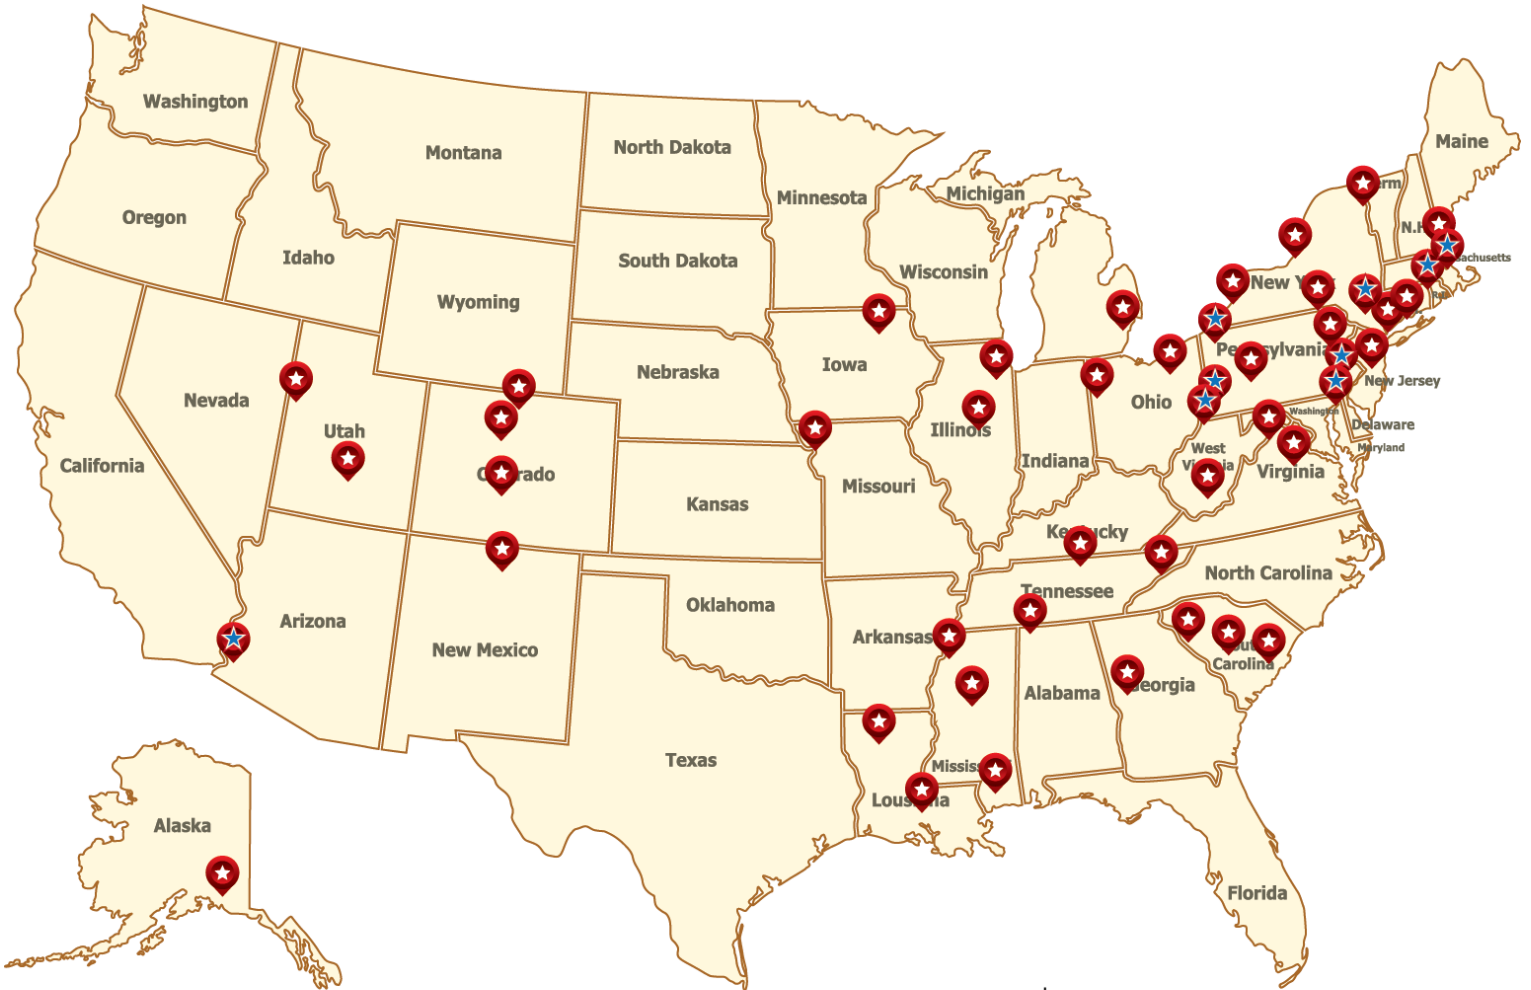 Washington
Montana
North Dakota
Minnesota
Michigan
Maine
Oregon
Idaho
South Dakota
Wisconsin
Wyoming
Nebraska
Iowa
Nevada
Utah
California
Kansas
Missouri
Illinois
Indiana
Ohio
New Jersey
Washington
Delaware
Maryland
West
Virginia
Arizona
New Mexico
Oklahoma
Arkansas
Tennessee
North Carolina
Carolina
Alabama
Texas
Alaska
Florida